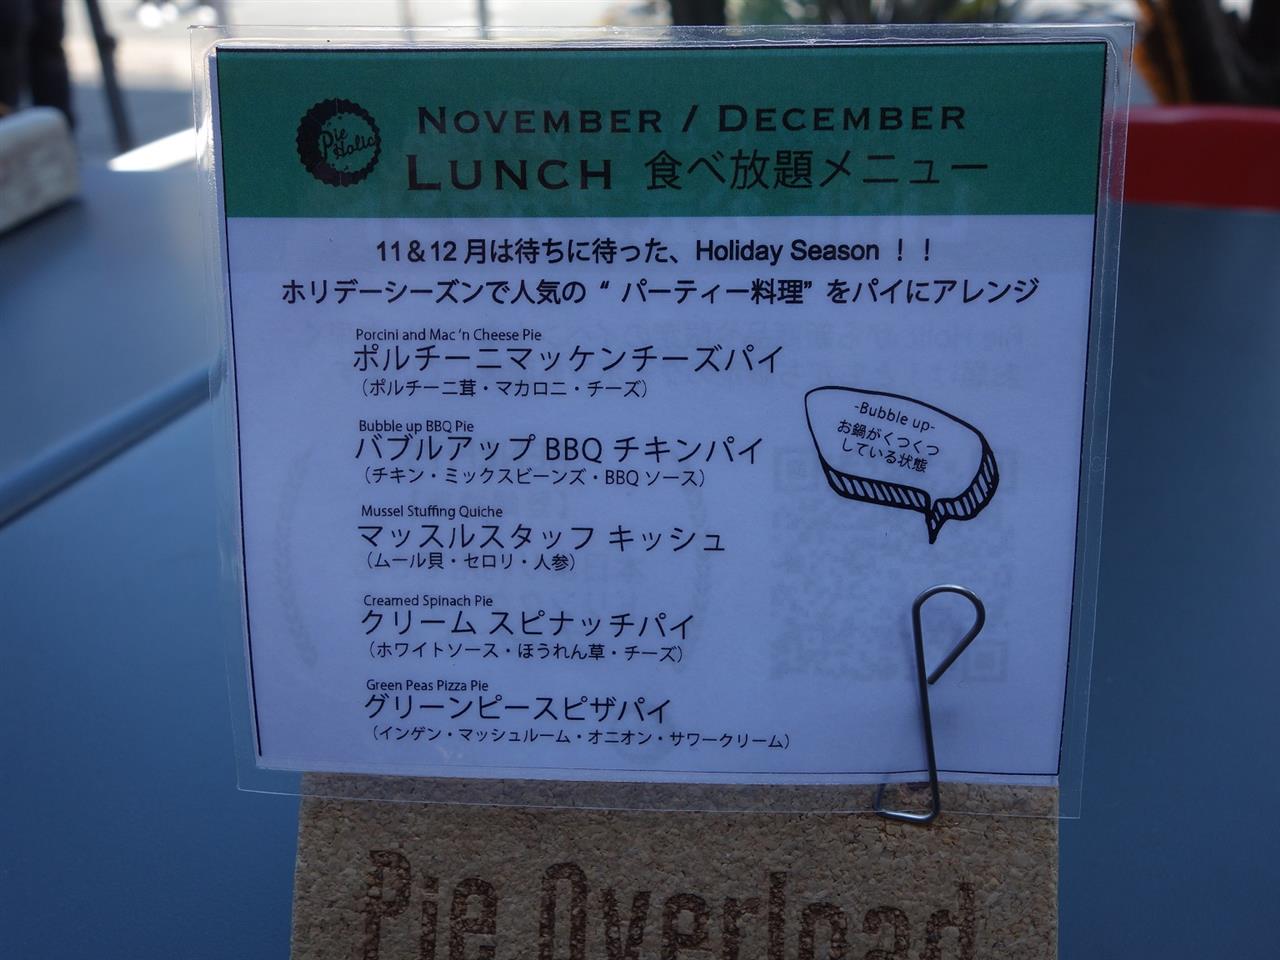 Pie Holic
NOVEMBER / DECEMBER
LUNCH 食べ放題メニュー
11&12月は待ちに待った、Holiday Season！！
ホリデーシーズンで人気の“パーティー料理”をパイにアレンジ
Porcini and Mac 'n Cheese Pie
ポルチーニマッケンチーズパイ
（ポルチーニ茸・マカロニ・チーズ）
Bubble up BBQ Pie
バブルアップ BBQ チキンパイ
（チキン・ミックスビーンズ・BBQ ソース）
-Bubble up-
お鍋がくつくつ
している状態
Mussel Stuffing Quiche
マッスルスタッフ キッシュ
（ムール貝・セロリ・人参）
Creamed Spinach Pie
クリーム スピナッチパイ
（ホワイトソース・ほうれん草・チーズ）
Green Peas Pizza Pie
グリーンピースピザパイ
（インゲン・マッシュルーム・オニオン・サワークリーム）
Pie Overload